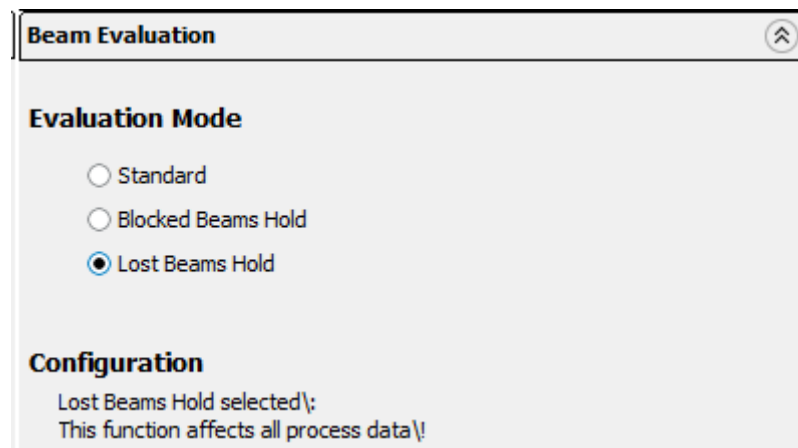 Beam Evaluation
Evaluation Mode
Standard
Blocked Beams Hold
Lost Beams Hold
Configuration
Lost Beams Hold selected\:
This function affects all process data\!